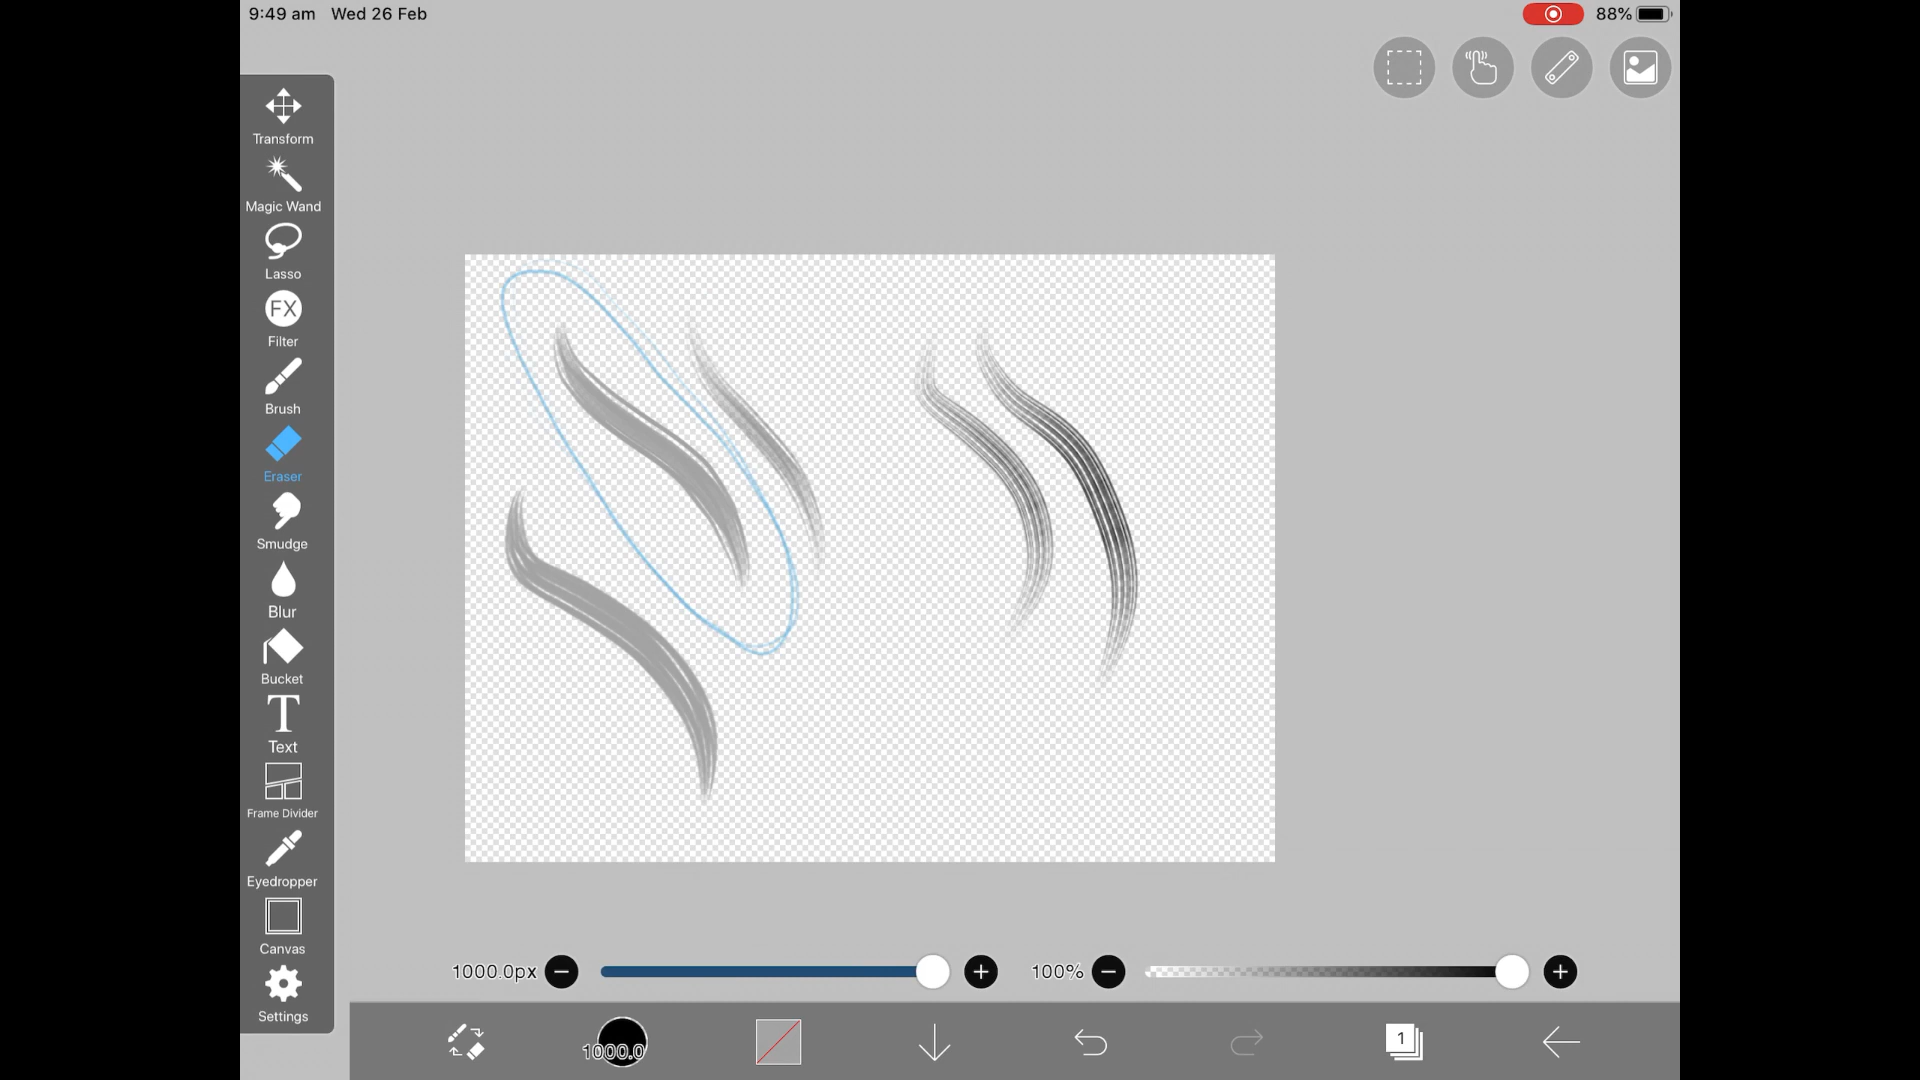 9:49 am Wed 26 Feb
88%
Transform
Magic Wand
Lasso
FX
Filter
Brush
Eraser
Smudge
Blur
Bucket
T
Text
Frame Divider
Eyedropper
Canvas
Settings
1000.0px
100%
1000.0
1